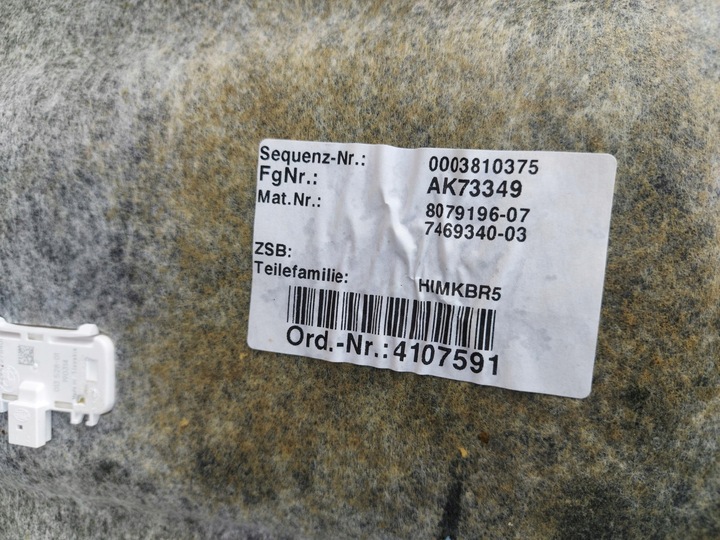 Sequenz-Nr.: 0003810375
FgNr.: AK73349
Mat.Nr.: 8079196-07
7469340-03
ZSB:
Teilefamilie: HIMKBR5
Ord.-Nr.:4107591